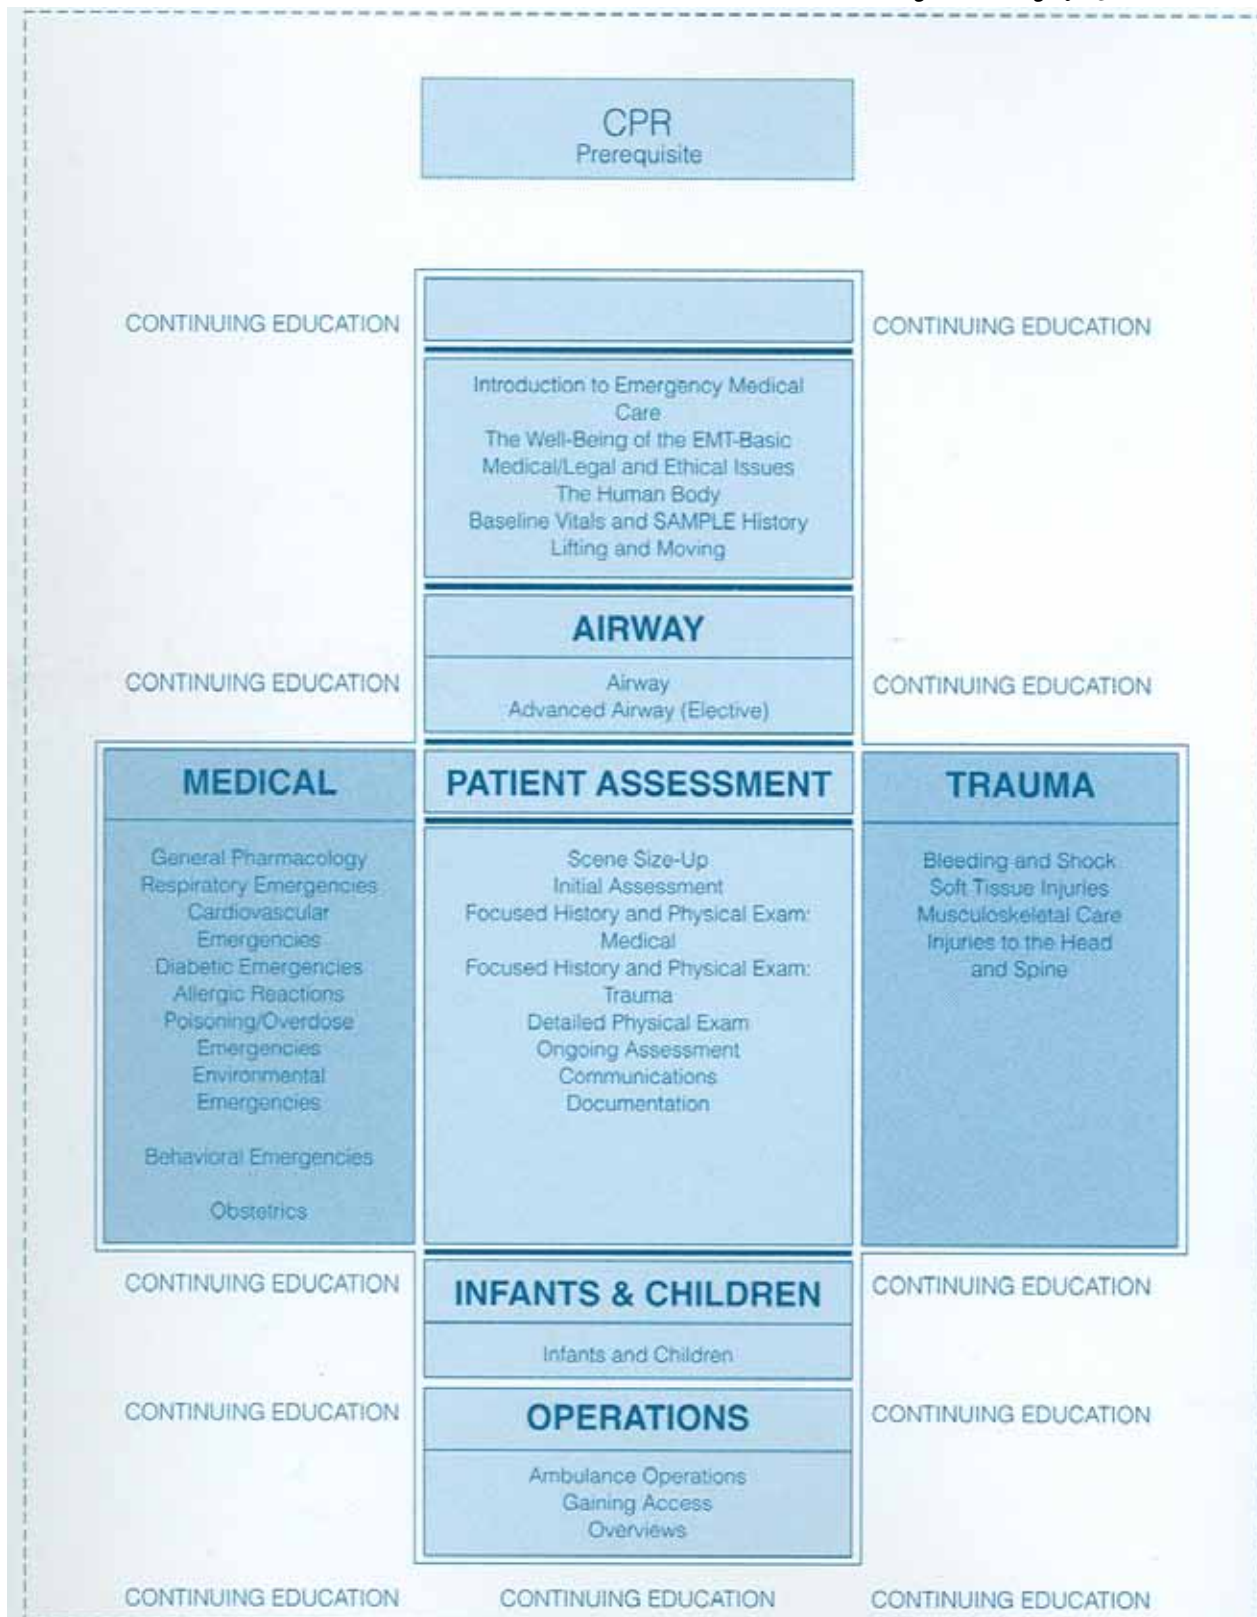 CPR
Prerequisite
CONTINUING EDUCATION
CONTINUING EDUCATION
Introduction to Emergency Medical
Care
The Well-Being of the EMT-Basic
Medical/Legal and Ethical Issues
The Human Body
Baseline Vitals and SAMPLE History
Lifting and Moving
AIRWAY
CONTINUING EDUCATION
Airway
Advanced Airway (Elective)
CONTINUING EDUCATION
MEDICAL
General Pharmacology
Respiratory Emergencies
Cardiovascular
Emergencies
Diabetic Emergencies
Allergic Reactions
Poisoning/Overdose
Emergencies
Environmental
Emergencies
Behavioral Emergencies
Obstetrics
PATIENT ASSESSMENT
Scene Size-Up
Initial Assessment
Focused History and Physical Exam:
Medical
Focused History and Physical Exam:
Trauma
Detailed Physical Exam
Ongoing Assessment
Communications
Documentation
TRAUMA
Bleeding and Shock
Soft Tissue Injuries
Musculoskeletal Care
Injuries to the Head
and Spine
CONTINUING EDUCATION
INFANTS & CHILDREN
CONTINUING EDUCATION
Infants and Children
CONTINUING EDUCATION
OPERATIONS
CONTINUING EDUCATION
Ambulance Operations
Gaining Access
Overviews
CONTINUING EDUCATION
CONTINUING EDUCATION
CONTINUING EDUCATION